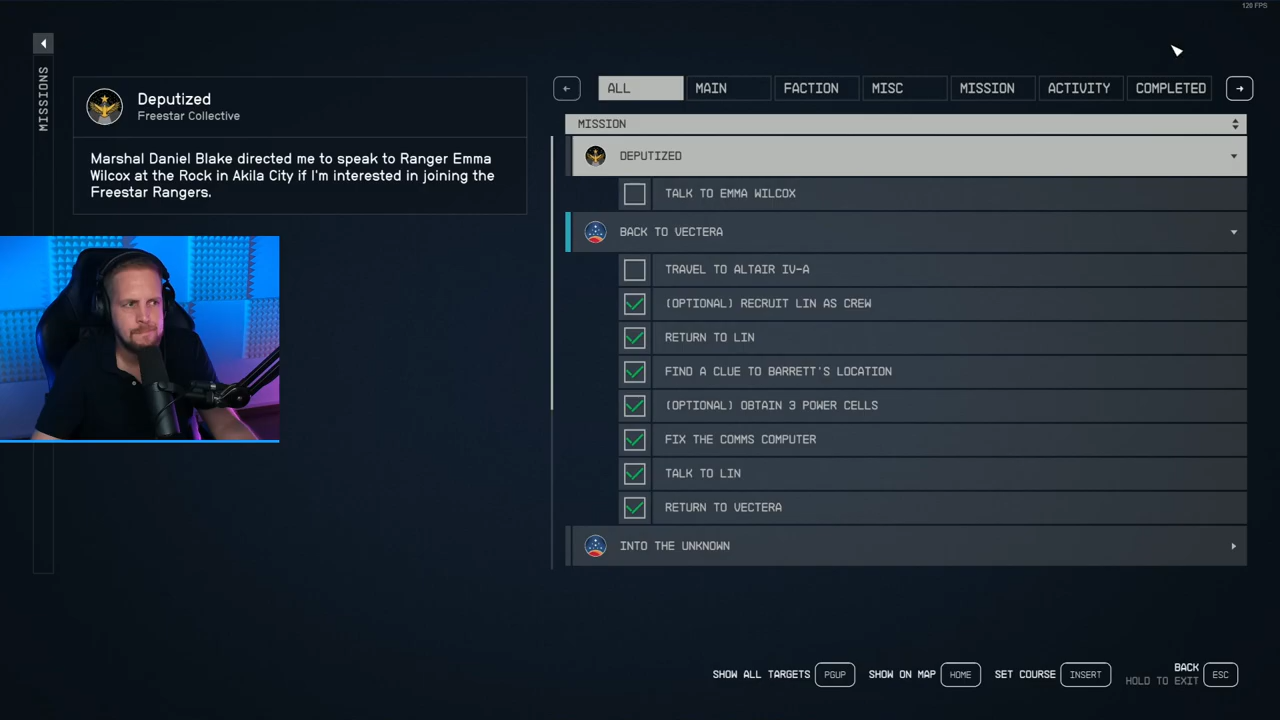 120 FPS
MISSIONS
Deputized
Freestar Collective
Marshal Daniel Blake directed me to speak to Ranger Emma
Wilcox at the Rock in Akila City if I'm interested in joining the
Freestar Rangers.
ALL
MAIN
FACTION
MISC
MISSION
ACTIVITY
COMPLETED
MISSION
DEPUTIZED
TALK TO EMMA WILCOX
BACK TO VECTERA
TRAVEL TO ALTAIR IV-A
(OPTIONAL) RECRUIT LIN AS CREW
RETURN TO LIN
FIND A CLUE TO BARRETT'S LOCATION
(OPTIONAL) OBTAIN 3 POWER CELLS
FIX THE COMMS COMPUTER
TALK TO LIN
RETURN TO VECTERA
INTO THE UNKNOWN
SHOW ALL TARGETS PGUP
SHOW ON MAP HOME
SET COURSE INSERT
BACK
HOLD TO EXIT
ESC